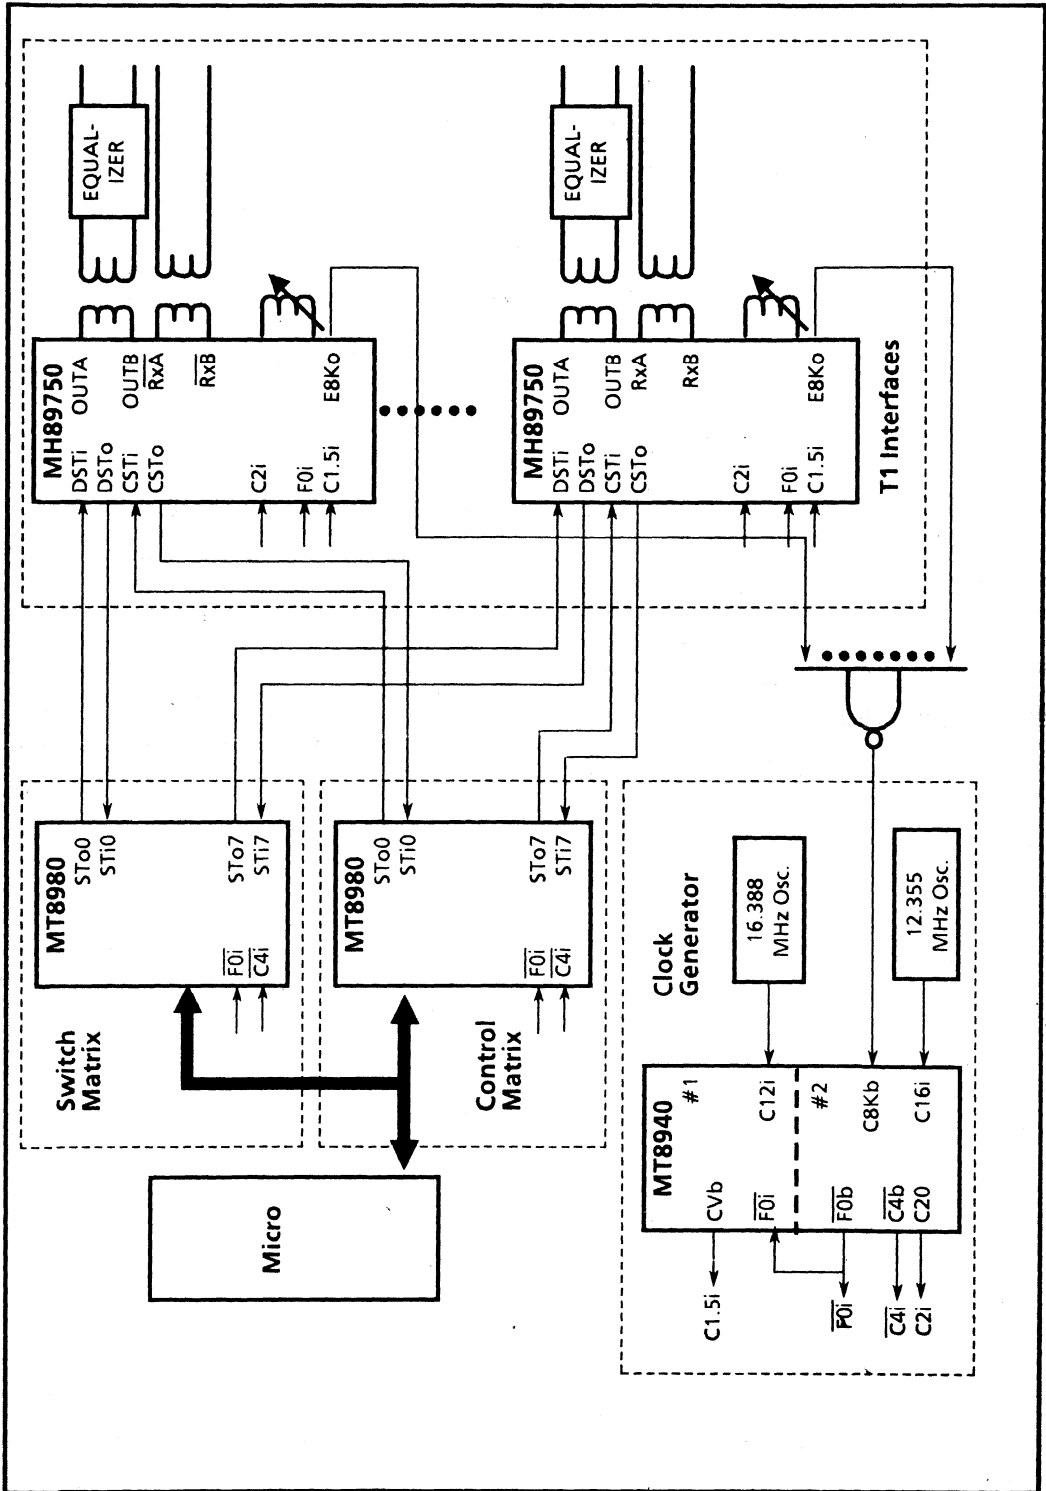 Micro
Switch
Matrix
MT8980
STo0
STi0
STo7
STi7
F0i
C4i
Control
Matrix
MT8980
STo0
STi0
STo7
STi7
F0i
C4i
MH89750
DSTi
DSTo
CSTi
CSTo
C2i
F0i
C1.5i
OUTA
OUTB
RxA
RxB
E8Ko
EQUAL-
IZER
MH89750
DSTi
DSTo
CSTi
CSTo
C2i
F0i
C1.5i
OUTA
OUTB
RxA
RxB
E8Ko
EQUAL-
IZER
T1 Interfaces
Clock
Generator
MT8940
CVb
#1
F0i
C12i
#2
F0b
C8Kb
C4b
C20
C16i
C1.5i
F0i
C4i
C2i
16.388
MHz Osc.
12.355
MHz Osc.